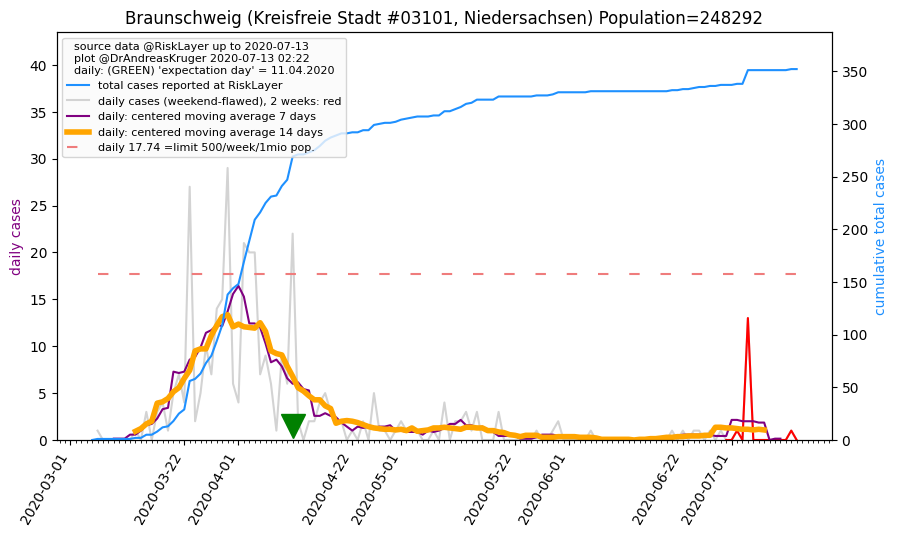 Braunschweig (Kreisfreie Stadt #03101, Niedersachsen) Population=248292
source data @RiskLayer up to 2020-07-13
plot @DrAndreasKruger 2020-07-13 02:22
daily: (GREEN) 'expectation day' = 11.04.2020
total cases reported at RiskLayer
daily cases (weekend-flawed), 2 weeks: red
daily: centered moving average 7 days
daily: centered moving average 14 days
daily 17.74 =limit 500/week/1mio pop.
daily cases
40
35
30
25
20
15
10
5
0
350
300
250
200
150
100
50
0
cumulative total cases
2020-03-01
2020-03-22
2020-04-01
2020-04-22
2020-05-01
2020-05-22
2020-06-01
2020-06-22
2020-07-01